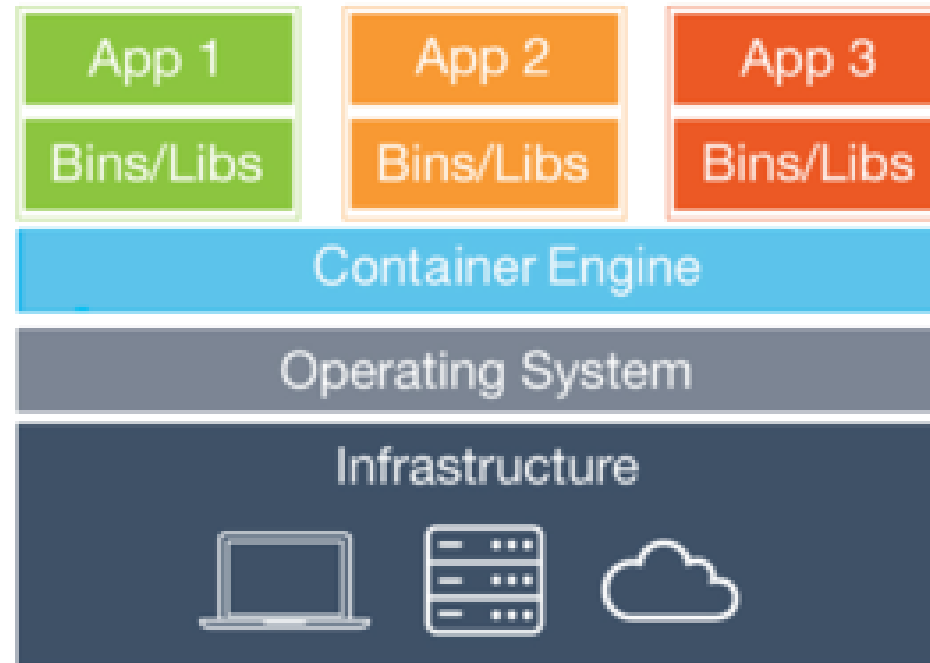 App 1
App 2
App 3
Bins/Libs
Bins/Libs
Bins/Libs
Container Engine
Operating System
Infrastructure